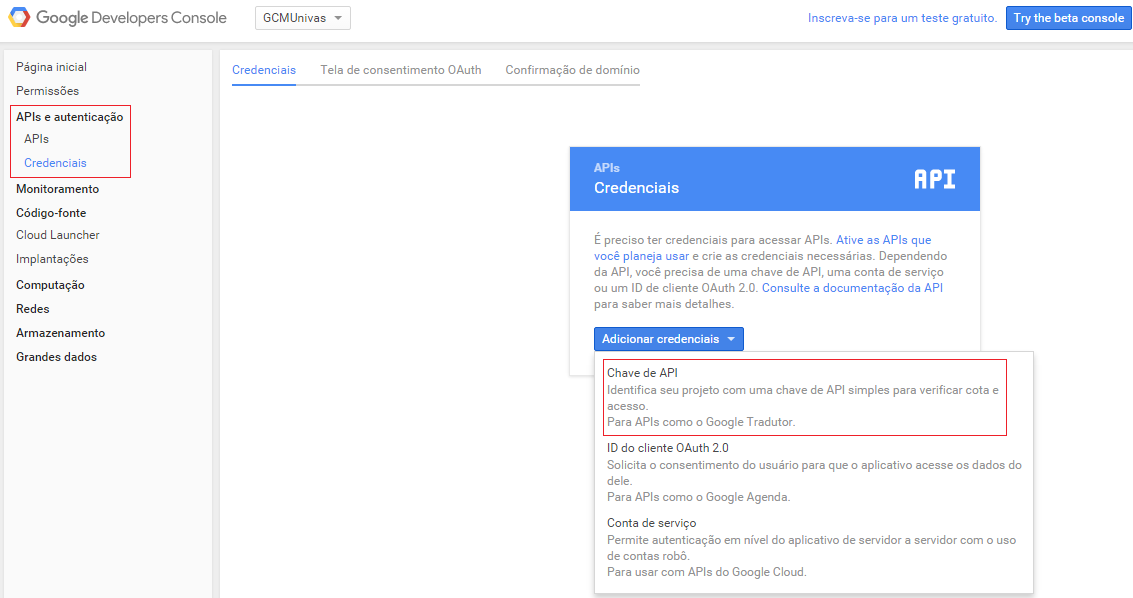 Google Developers Console
GCMUnivas
Inscreva-se para um teste gratuito.
Try the beta console
Página inicial
Permissões
APIs e autenticação
APIs
Credenciais
Monitoramento
Código-fonte
Cloud Launcher
Implantações
Computação
Redes
Armazenamento
Grandes dados
Credenciais
Tela de consentimento OAuth
Confirmação de domínio
APIs
Credenciais
API
É preciso ter credenciais para acessar APIs. Ative as APIs que
você planeja usar e crie as credenciais necessárias. Dependendo
da API, você precisa de uma chave de API, uma conta de serviço
ou um ID de cliente OAuth 2.0. Consulte a documentação da API
para saber mais detalhes.
Adicionar credenciais
Chave de API
Identifica seu projeto com uma chave de API simples para verificar cota e
acesso.
Para APIs como o Google Tradutor.
ID do cliente OAuth 2.0
Solicita o consentimento do usuário para que o aplicativo acesse os dados do
dele.
Para APIs como o Google Agenda.
Conta de serviço
Permite autenticação em nível do aplicativo de servidor a servidor com o uso
de contas robô.
Para usar com APIs do Google Cloud.